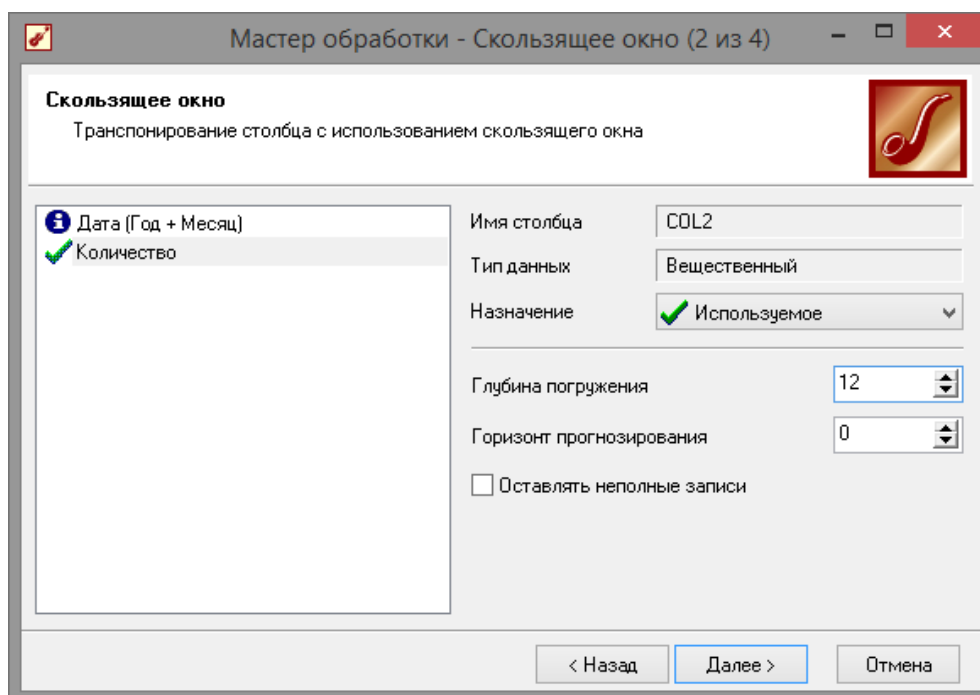 Мастер обработки - Скользящее окно (2 из 4)
Скользящее окно
Транспонирование столбца с использованием скользящего окна
Дата (Год + Месяц)
Количество
Имя столбца
COL2
Тип данных
Вещественный
Назначение
Используемое
Глубина погружения
12
Горизонт прогнозирования
0
Оставлять неполные записи
< Назад
Далее >
Отмена